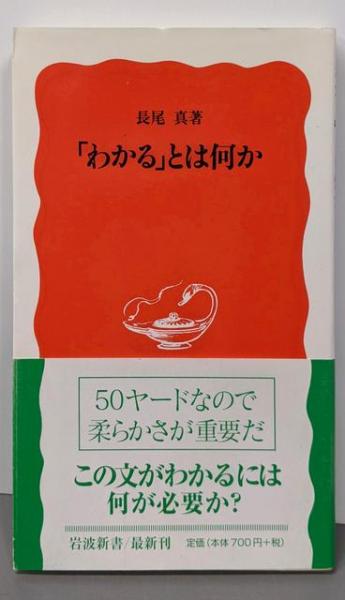 長尾 真著
「わかる」とは何か
50ヤードなので
柔らかさが重要だ
この文がわかるには
何が必要か?
岩波新書/最新刊 定価(本体700円+税)